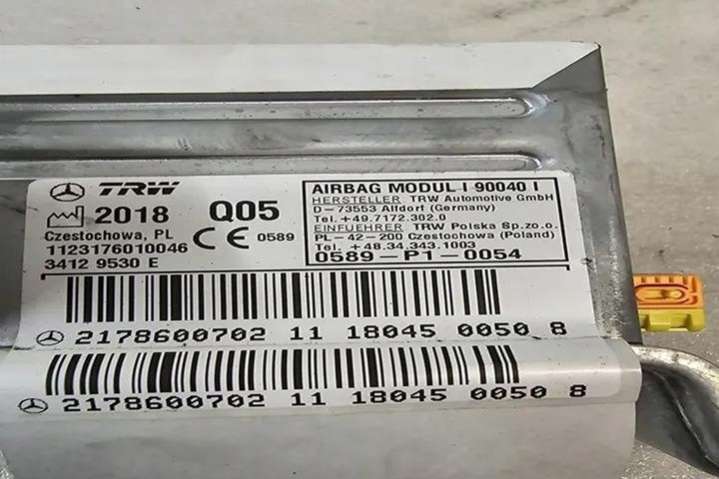 TRW
2018 Q05
Czestochowa, PL
1123176010046 CE 0589
3412 9530 E
AIRBAG MODUL I 90040 I
HERSTELLER TRW Automotive GmbH
D-73553 Alfdorf (Germany)
Tel. +49.7172.302.0
EINFUEHRER TRW Polska Sp.zo.o.
PL-42-200 Czestochowa (Poland)
Tel. +48.34.343.1003
0589-P1-0054
2178600702 11 18045 0050 8
2178600702 11 18045 0050 8